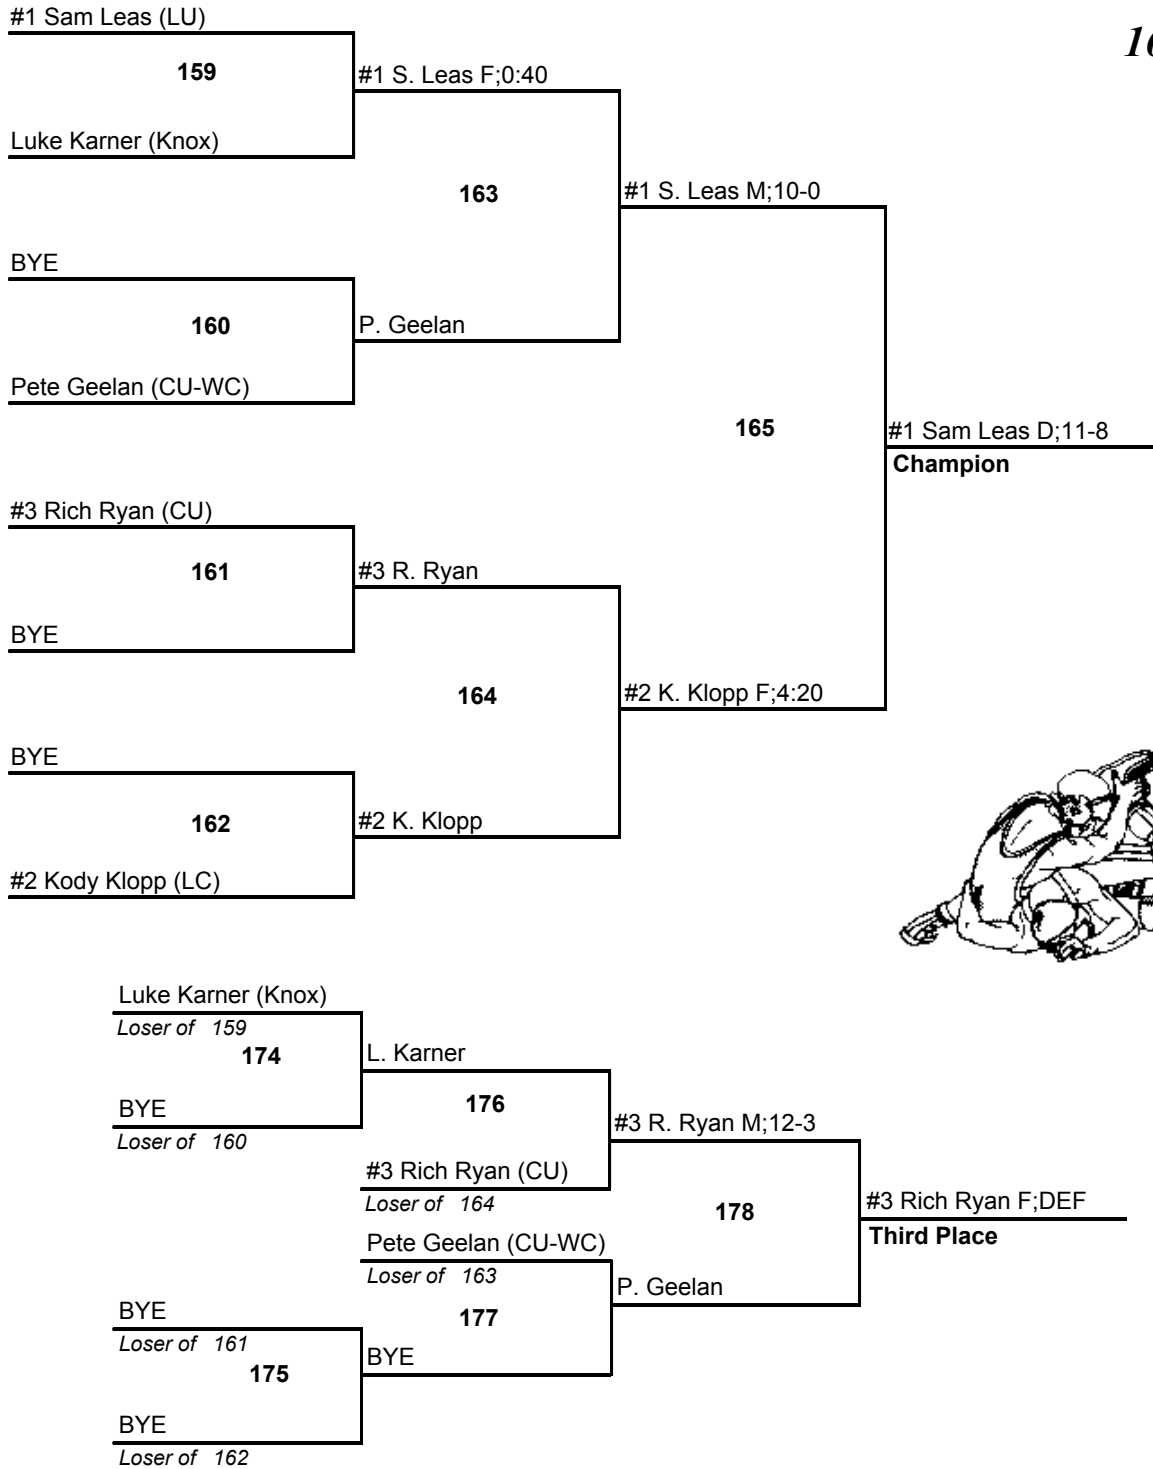 #1 Sam Leas (LU)
159
#1 S. Leas F;0:40
Luke Karner (Knox)
163
#1 S. Leas M;10-0
BYE
160
P. Geelan
Pete Geelan (CU-WC)
165
#1 Sam Leas D;11-8
Champion
#3 Rich Ryan (CU)
161
#3 R. Ryan
BYE
164
#2 K. Klopp F;4:20
BYE
162
#2 K. Klopp
#2 Kody Klopp (LC)
Luke Karner (Knox)
Loser of 159
174
L. Karner
BYE
Loser of 160
176
#3 R. Ryan M;12-3
#3 Rich Ryan (CU)
Loser of 164
178
#3 Rich Ryan F;DEF
Third Place
Pete Geelan (CU-WC)
Loser of 163
177
P. Geelan
BYE
Loser of 161
175
BYE
BYE
Loser of 162